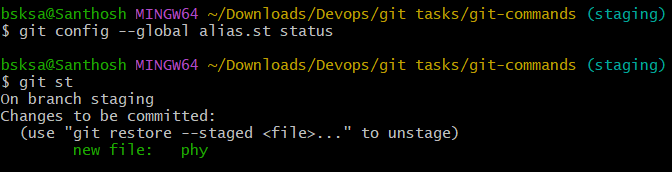 bsksa@Santhosh MINGW64 ~/Downloads/Devops/git tasks/git-commands (staging)
$ git config --global alias.st status
bsksa@Santhosh MINGW64 ~/Downloads/Devops/git tasks/git-commands (staging)
$ git st
On branch staging
Changes to be committed:
  (use "git restore --staged <file>..." to unstage)
        new file:   phy